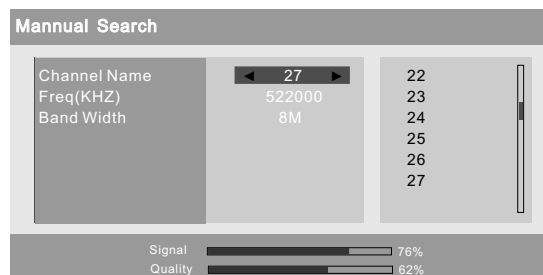 Mannual Search
Channel Name ◄ 27 ►
Freq(KHZ) 522000
Band Width 8M
22
23
24
25
26
27
Signal 76%
Quality 62%